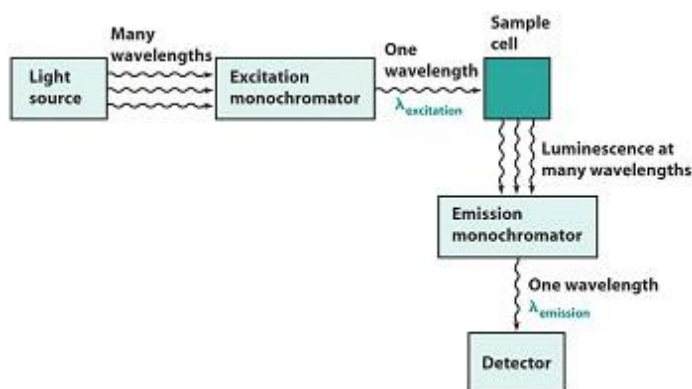 Light
source
Many
wavelengths
Excitation
monochromator
One
wavelength
λexcitation
Sample
cell
Luminescence at
many wavelengths
Emission
monochromator
One wavelength
λemission
Detector